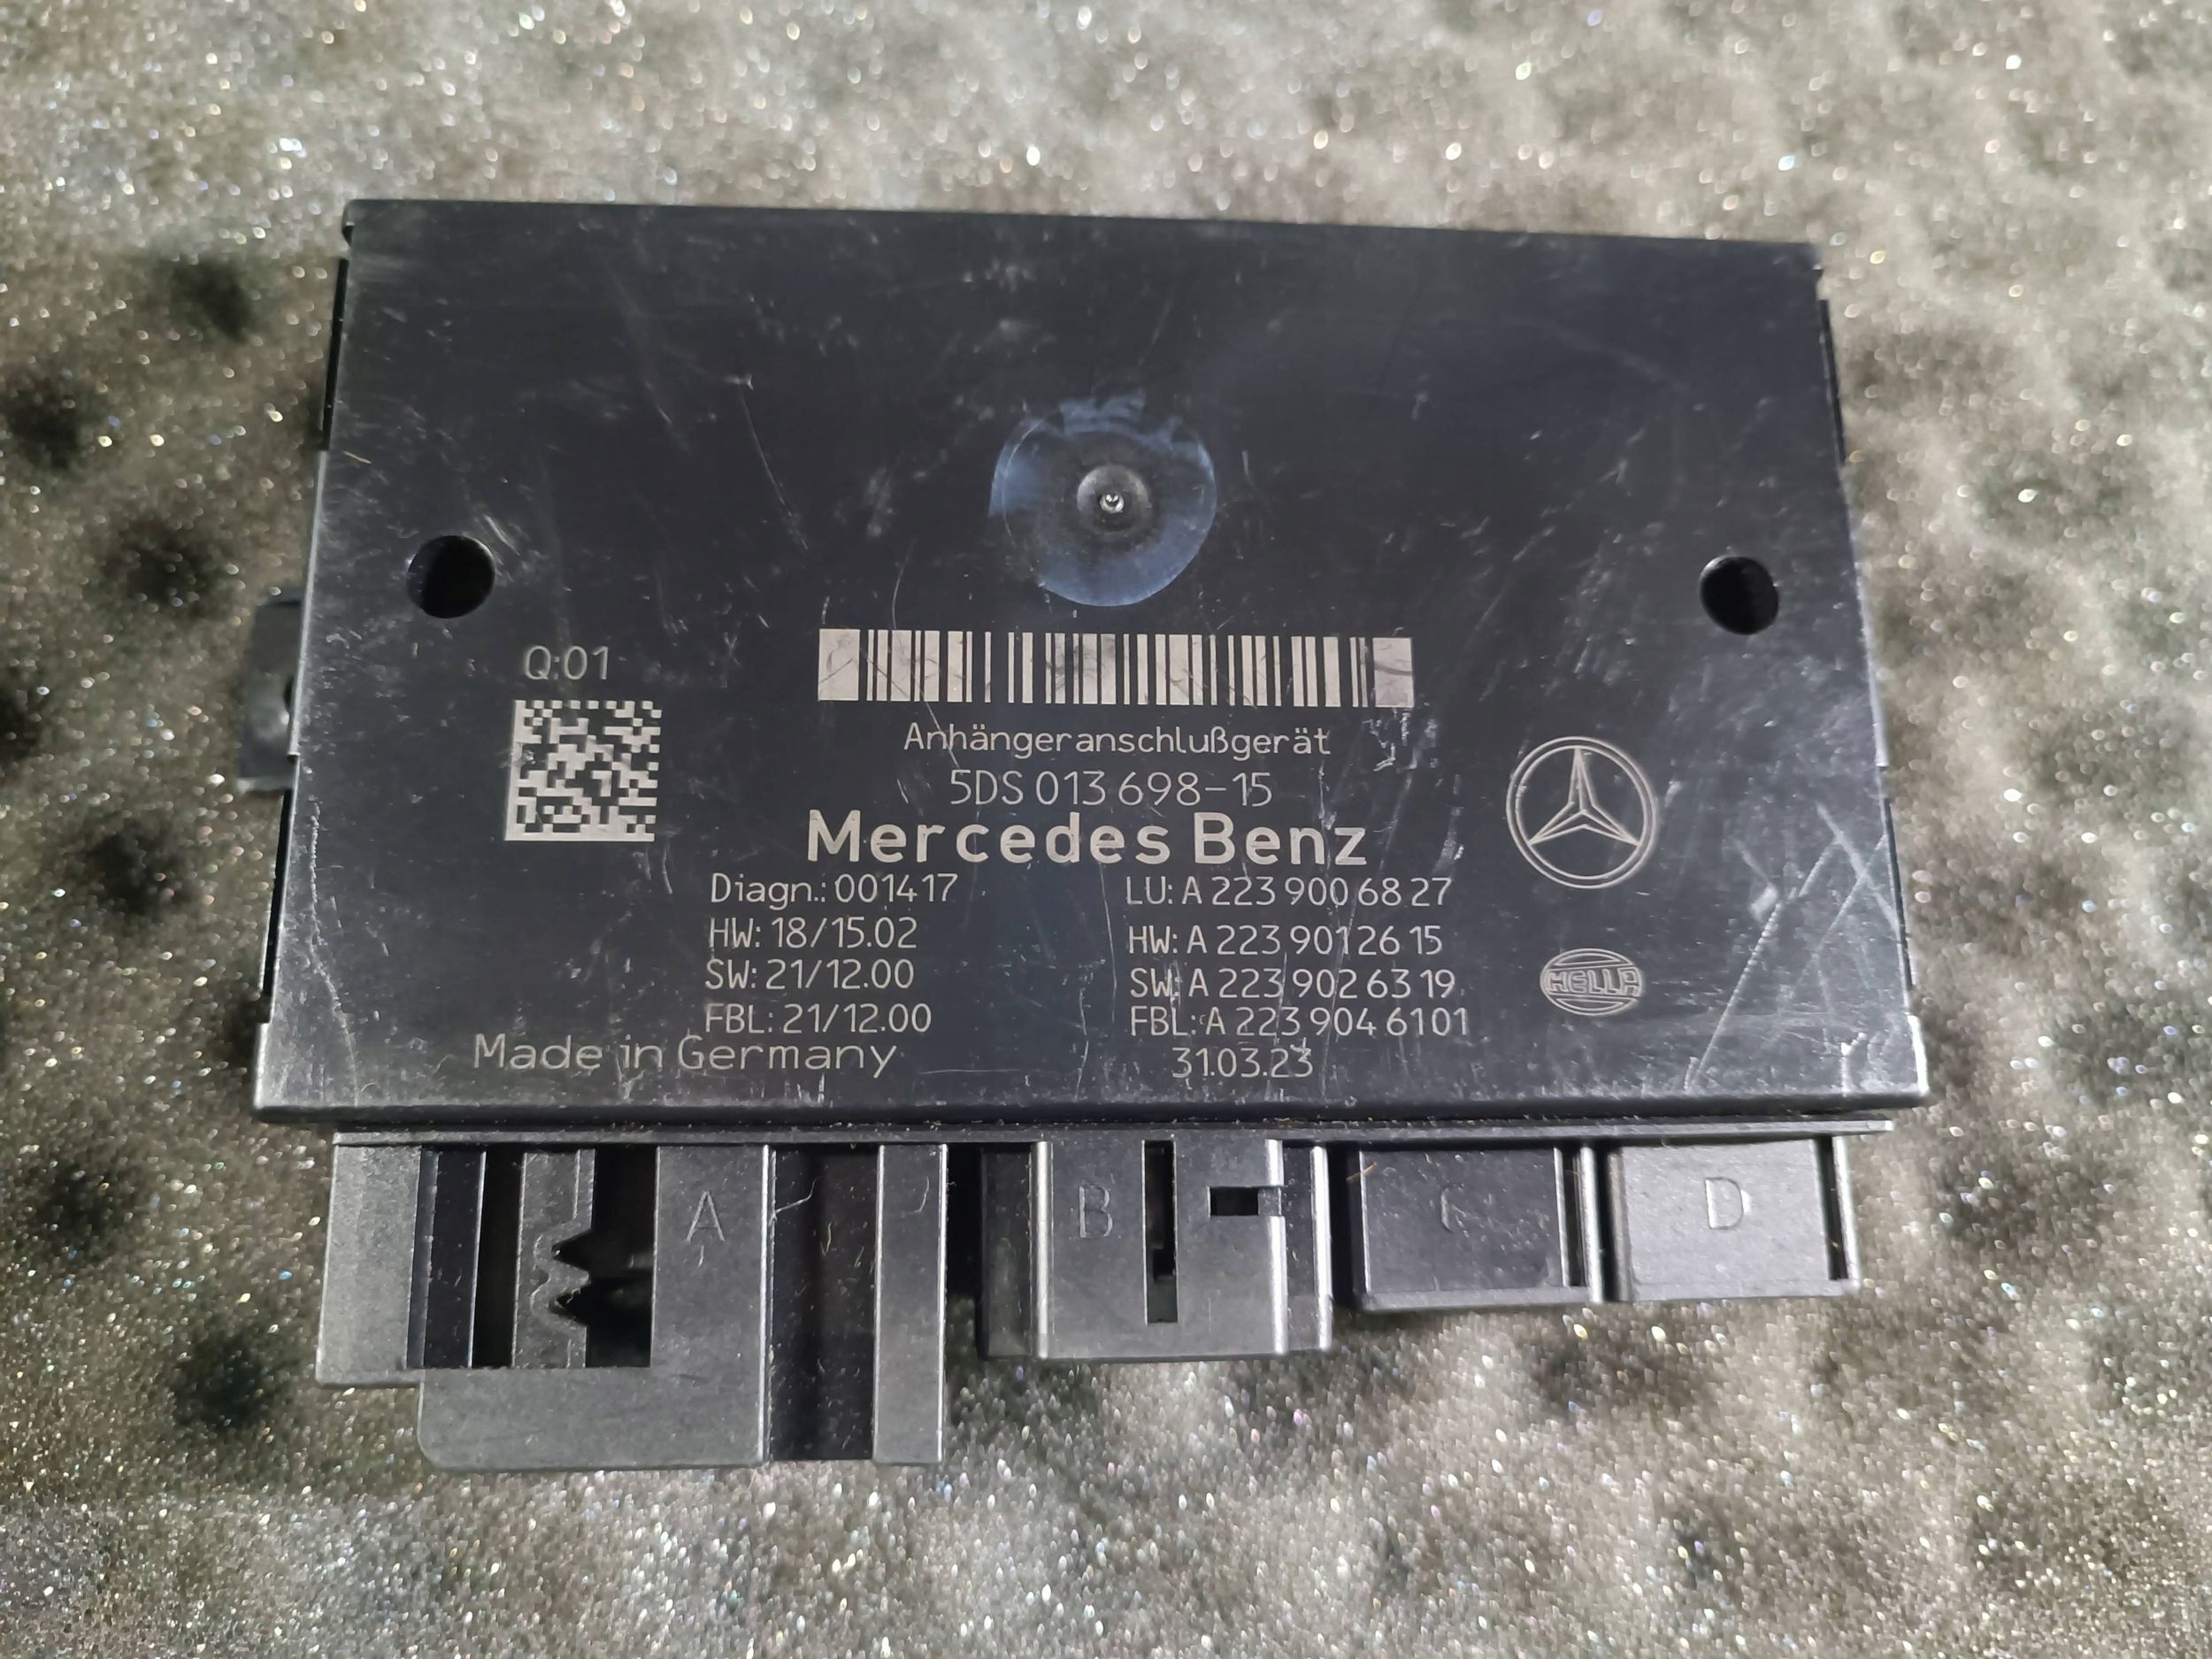 Q:01
Anhängeranschlußgerät
5DS 013 698-15
Mercedes Benz
Diagn.: 001417
LU: A 223 900 68 27
HW: 18/15.02
HW: A 223 901 26 15
SW: 21/12.00
SW: A 223 902 63 19
FBL: 21/12.00
FBL: A 223 904 61 01
Made in Germany
31.03.23
HELLA
A
B
C
D